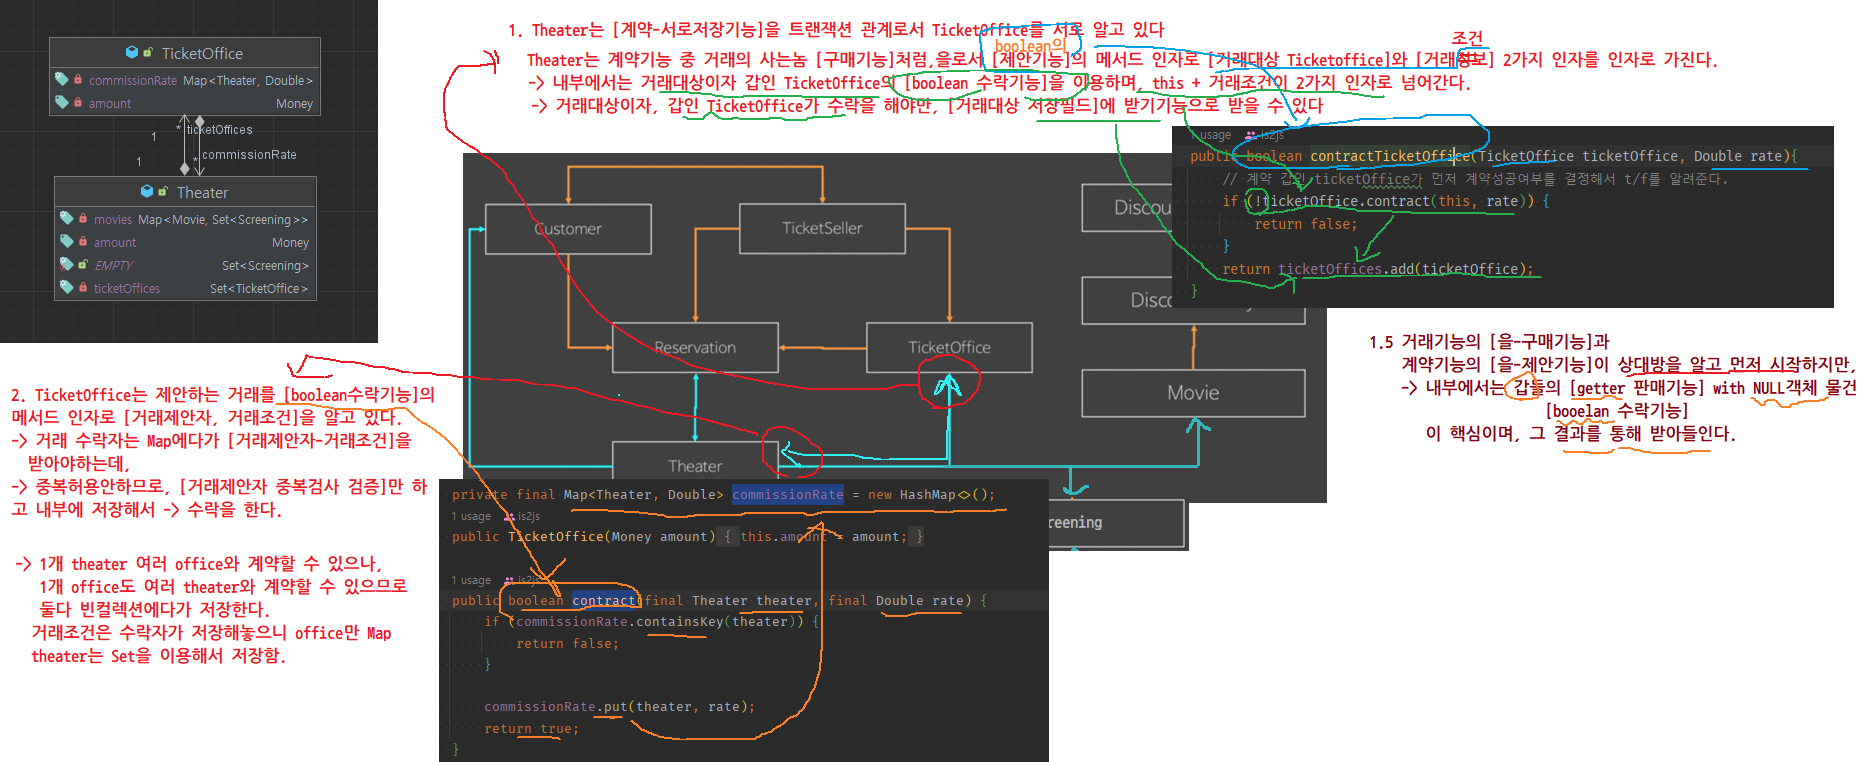 TicketOffice
commissionRate Map<Theater, Double>
amount Money
1
* ticketOffices
1
* commissionRate
Theater
movies Map<Movie, Set<Screening>>
amount Money
EMPTY Set<Screening>
ticketOffices Set<TicketOffice>
1. Theater는 [계약-서로저장기능]을 트랜잭션 관계로서 TicketOffice를 서로 알고 있다
boolean의
조건
Theater는 계약기능 중 거래의 사는놈 [구매기능]처럼,을로서 [제안기능]의 메서드 인자로 [거래대상 Ticketoffice]와 [거래정보] 2가지 인자를 인자로 가진다.
-> 내부에서는 거래대상이자 갑인 TicketOffice의 [boolean 수락기능]을 이용하며, this + 거래조건이 2가지 인자로 넘어간다.
-> 거래대상이자, 갑인 TicketOffice가 수락을 해야만, [거래대상 저장필드]에 받기기능으로 받을 수 있다
1 usage is2js
public boolean contractTicketOffice(TicketOffice ticketOffice, Double rate){
// 계약 갑인 ticketOffice가 먼저 계약성공여부를 결정해서 t/f를 알려준다.
if (!ticketOffice.contract(this, rate)) {
return false;
}
return ticketOffices.add(ticketOffice);
}
Customer
TicketSeller
Reservation
TicketOffice
Theater
Movie
1.5 거래기능의 [을-구매기능]과
계약기능의 [을-제안기능]이 상대방을 알고 먼저 시작하지만,
-> 내부에서는 갑들의 [getter 판매기능] with NULL객체 물건
[booelan 수락기능]
이 핵심이며, 그 결과를 통해 받아들인다.
2. TicketOffice는 제안하는 거래를 [boolean수락기능]의
메서드 인자로 [거래제안자, 거래조건]을 알고 있다.
-> 거래 수락자는 Map에다가 [거래제안자-거래조건]을
받아야하는데,
-> 중복허용안하므로, [거래제안자 중복검사 검증]만 하
고 내부에 저장해서 -> 수락을 한다.
-> 1개 theater 여러 office와 계약할 수 있으나,
1개 office도 여러 theater와 계약할 수 있으므로
둘다 빈컬렉션에다가 저장한다.
거래조건은 수락자가 저장해놓으니 office만 Map
theater는 Set을 이용해서 저장함.
private final Map<Theater, Double> commissionRate = new HashMap<>();
1 usage is2js
public TicketOffice(Money amount) { this.amount = amount; }
1 usage is2js
public boolean contract(final Theater theater, final Double rate) {
if (commissionRate.containsKey(theater)) {
return false;
}
commissionRate.put(theater, rate);
return true;
}